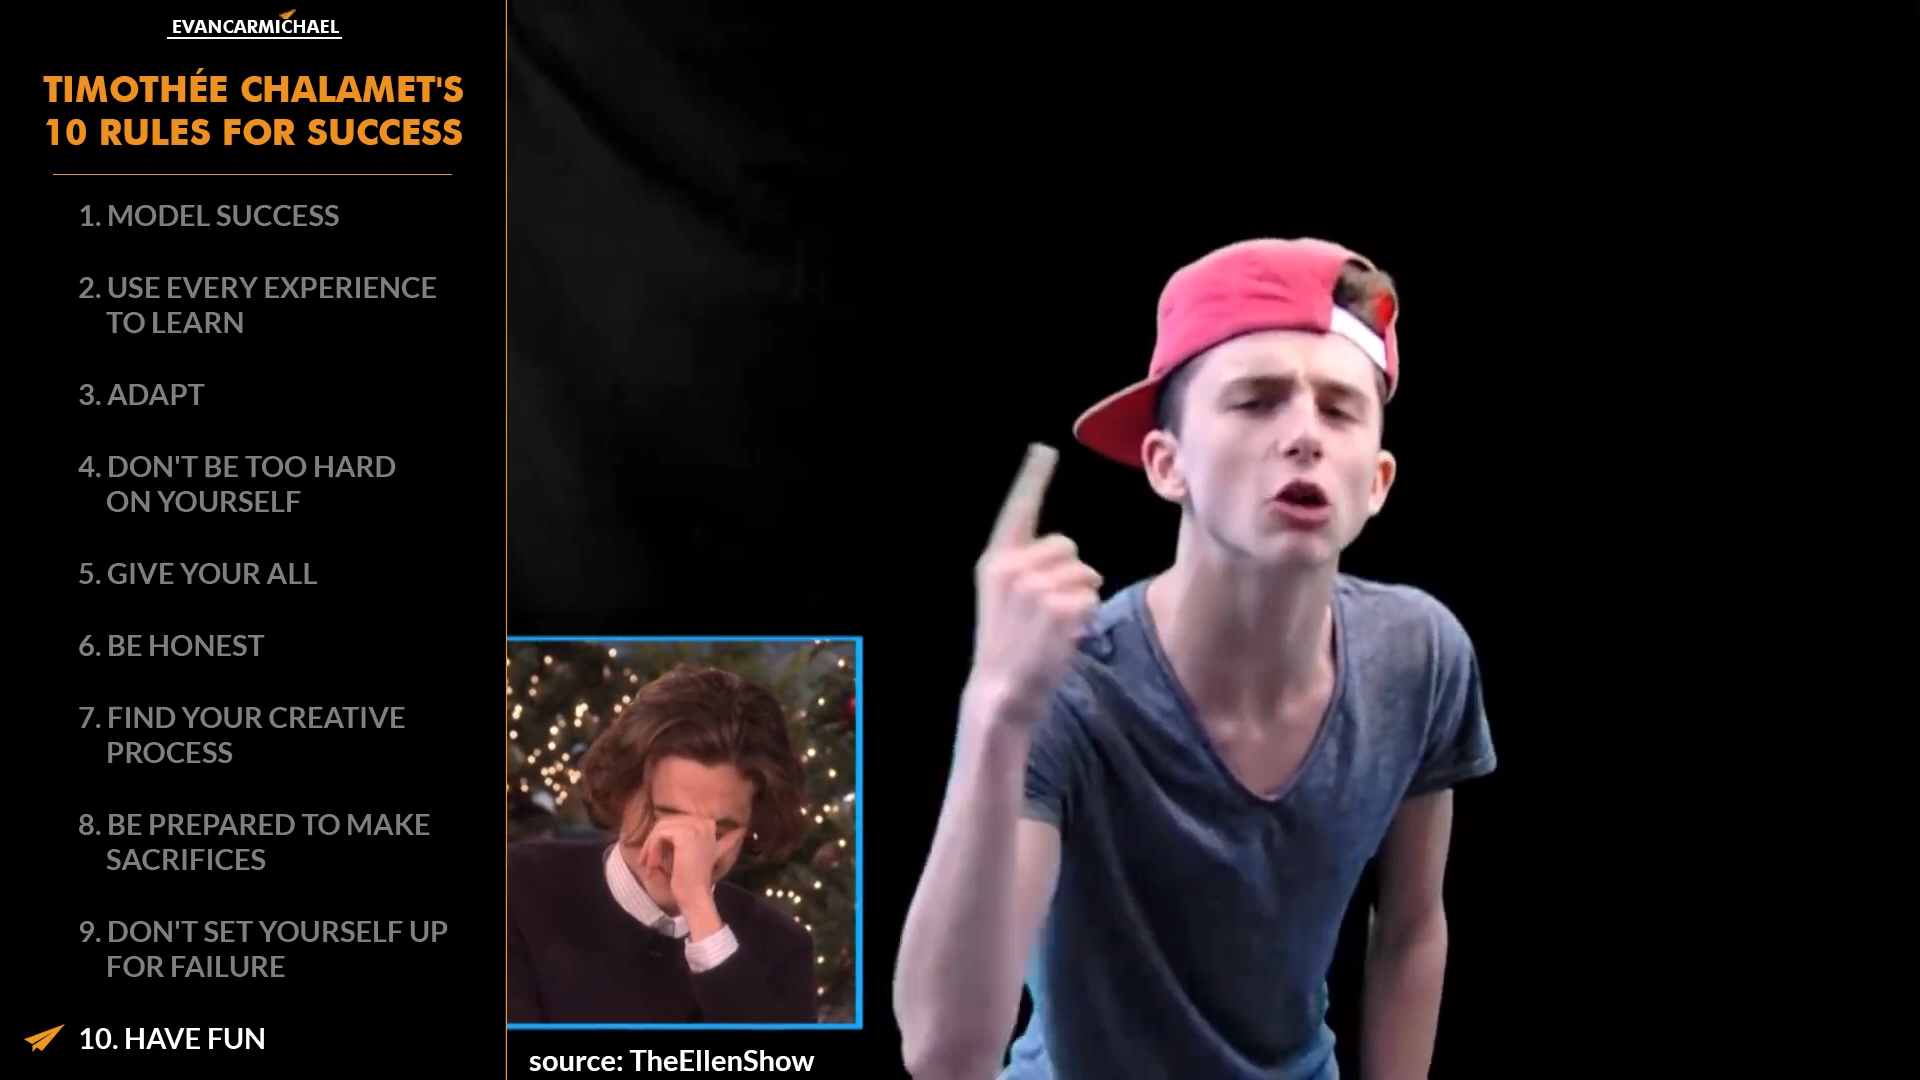 EVANCARMICHAEL
TIMOTHÉE CHALAMET'S
10 RULES FOR SUCCESS
1. MODEL SUCCESS
2. USE EVERY EXPERIENCE
TO LEARN
3. ADAPT
4. DON'T BE TOO HARD
ON YOURSELF
5. GIVE YOUR ALL
6. BE HONEST
7. FIND YOUR CREATIVE
PROCESS
8. BE PREPARED TO MAKE
SACRIFICES
9. DON'T SET YOURSELF UP
FOR FAILURE
10. HAVE FUN
source: TheEllenShow